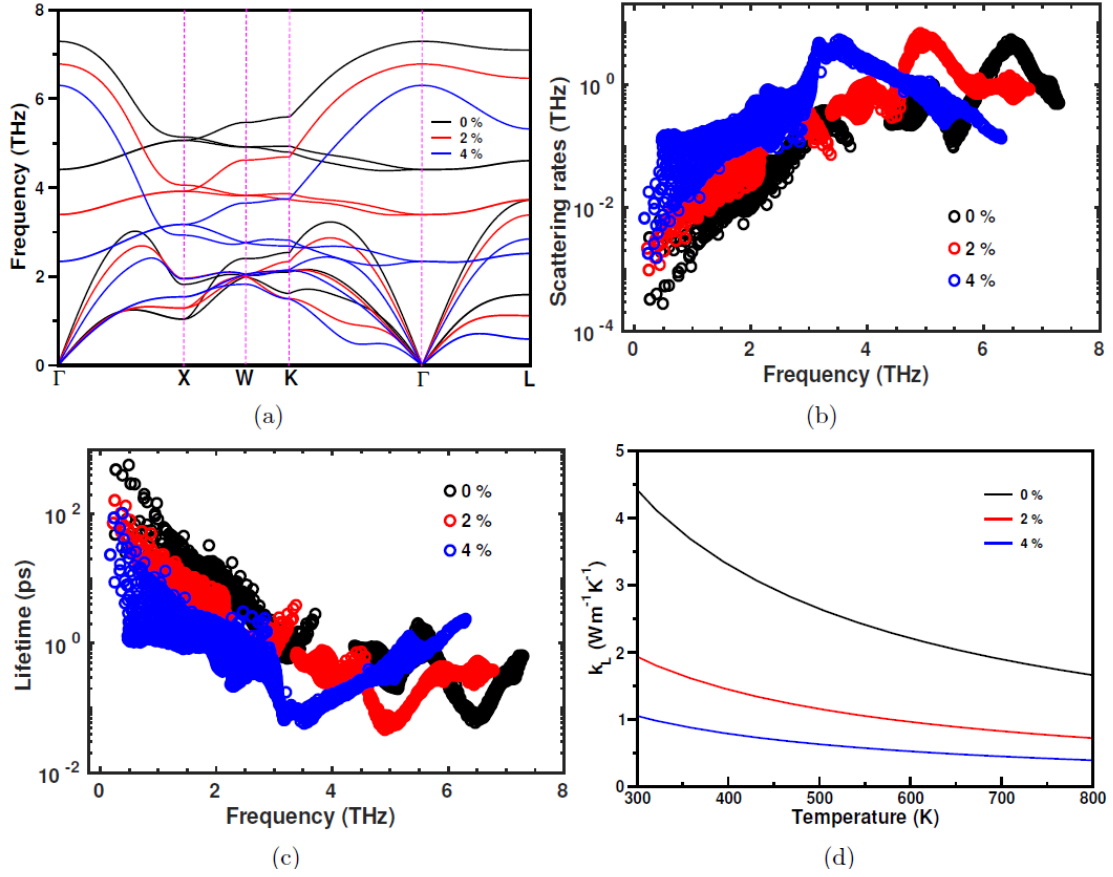 8
6
4
2
0
Frequency (THz)
0 %
2 %
4 %
Γ
X
W
K
Γ
L
(a)
10^0
10^-2
10^-4
Scattering rates (THz)
0 %
2 %
4 %
0
2
4
6
8
Frequency (THz)
(b)
10^2
10^0
10^-2
Lifetime (ps)
0 %
2 %
4 %
0
2
4
6
8
Frequency (THz)
(c)
5
4
3
2
1
0
k_L (W m^-1 K^-1)
0 %
2 %
4 %
300
400
500
600
700
800
Temperature (K)
(d)